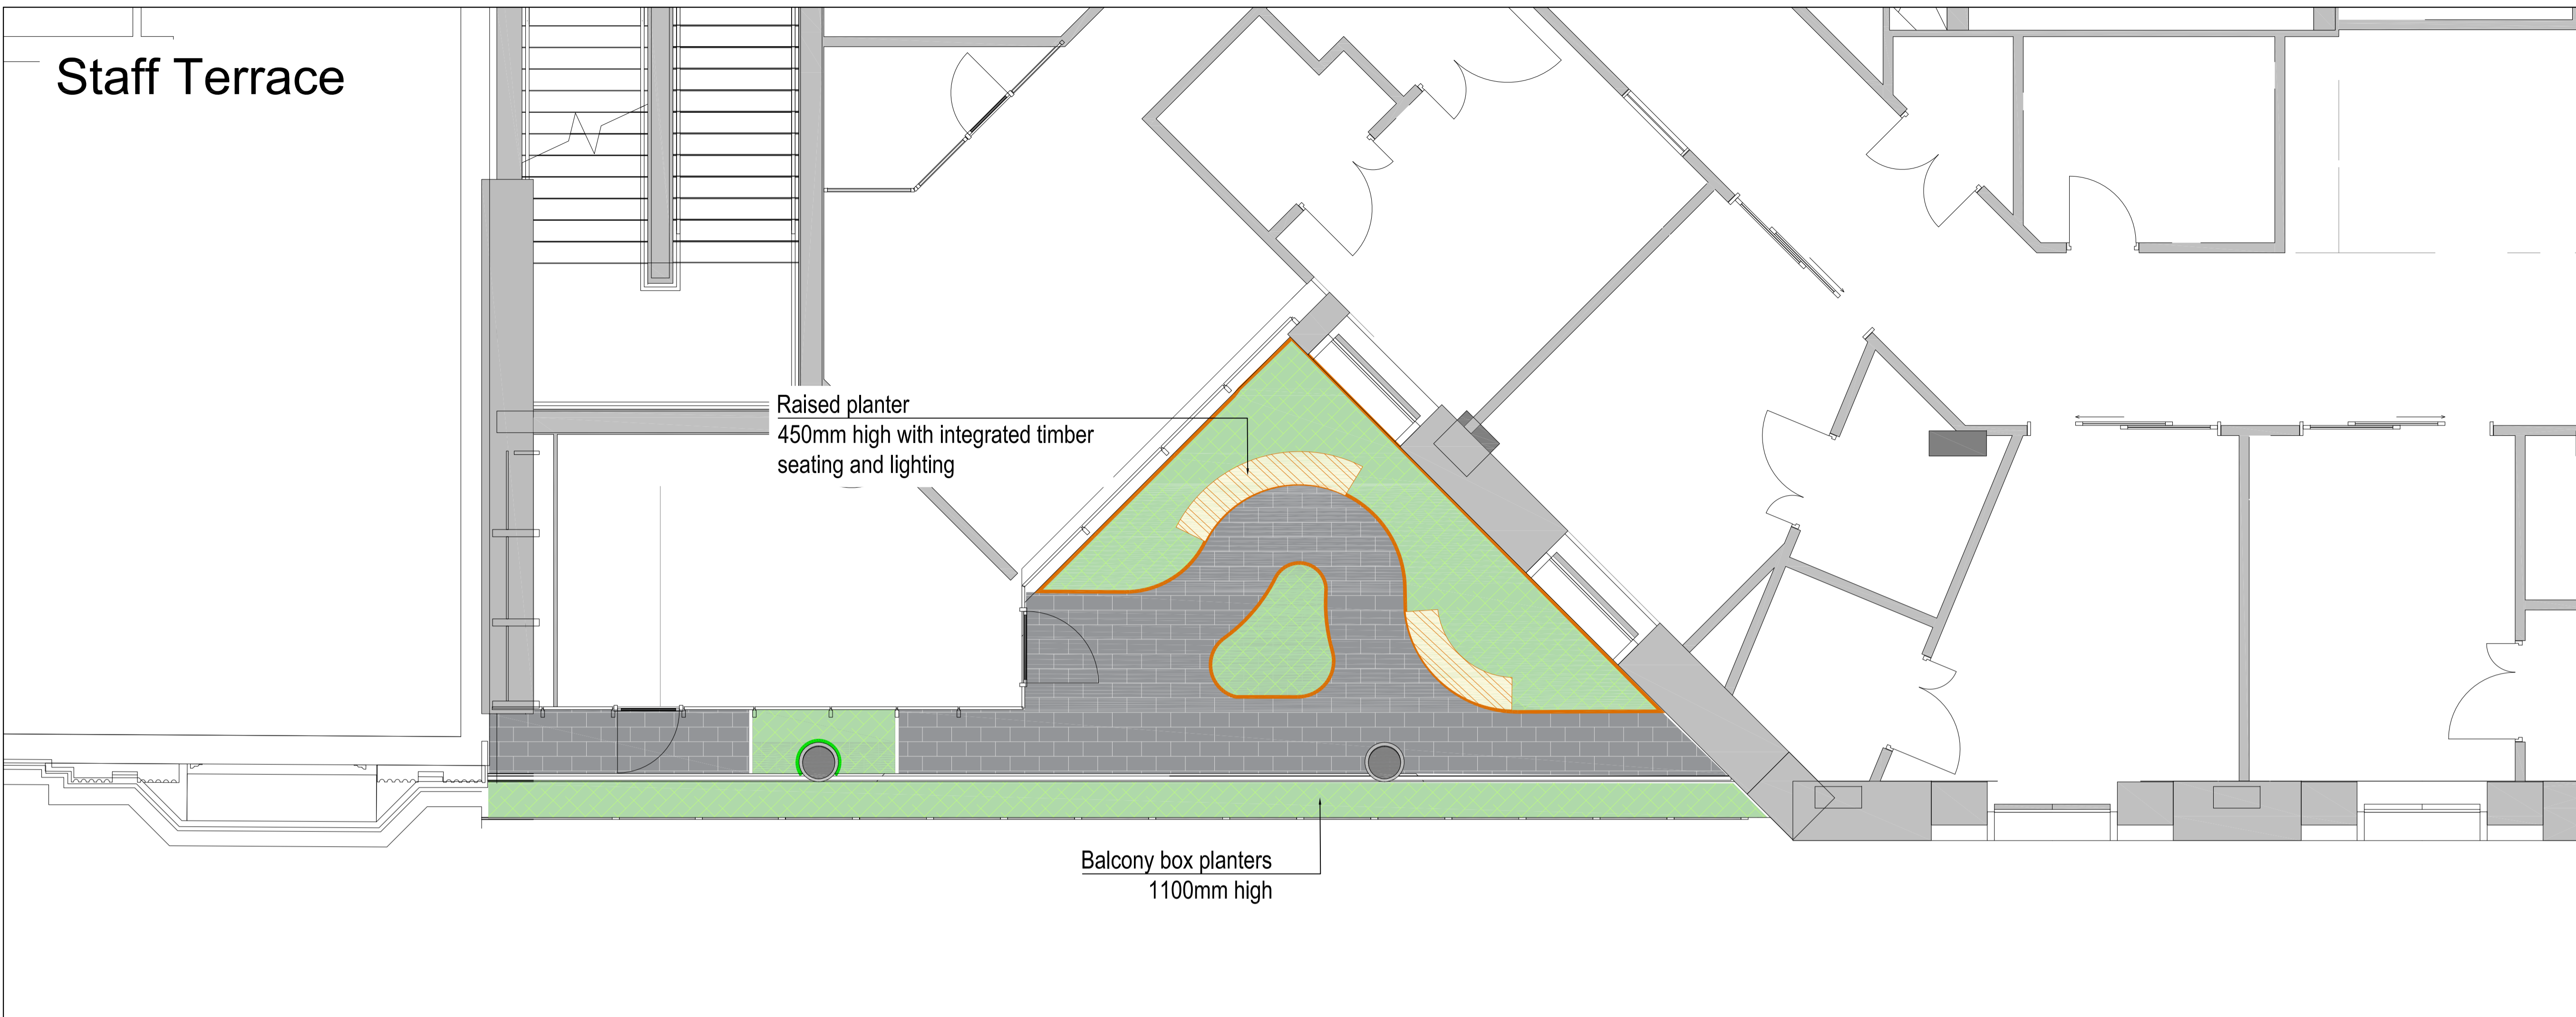 Staff Terrace
Raised planter
450mm high with integrated timber
seating and lighting
Balcony box planters
1100mm high